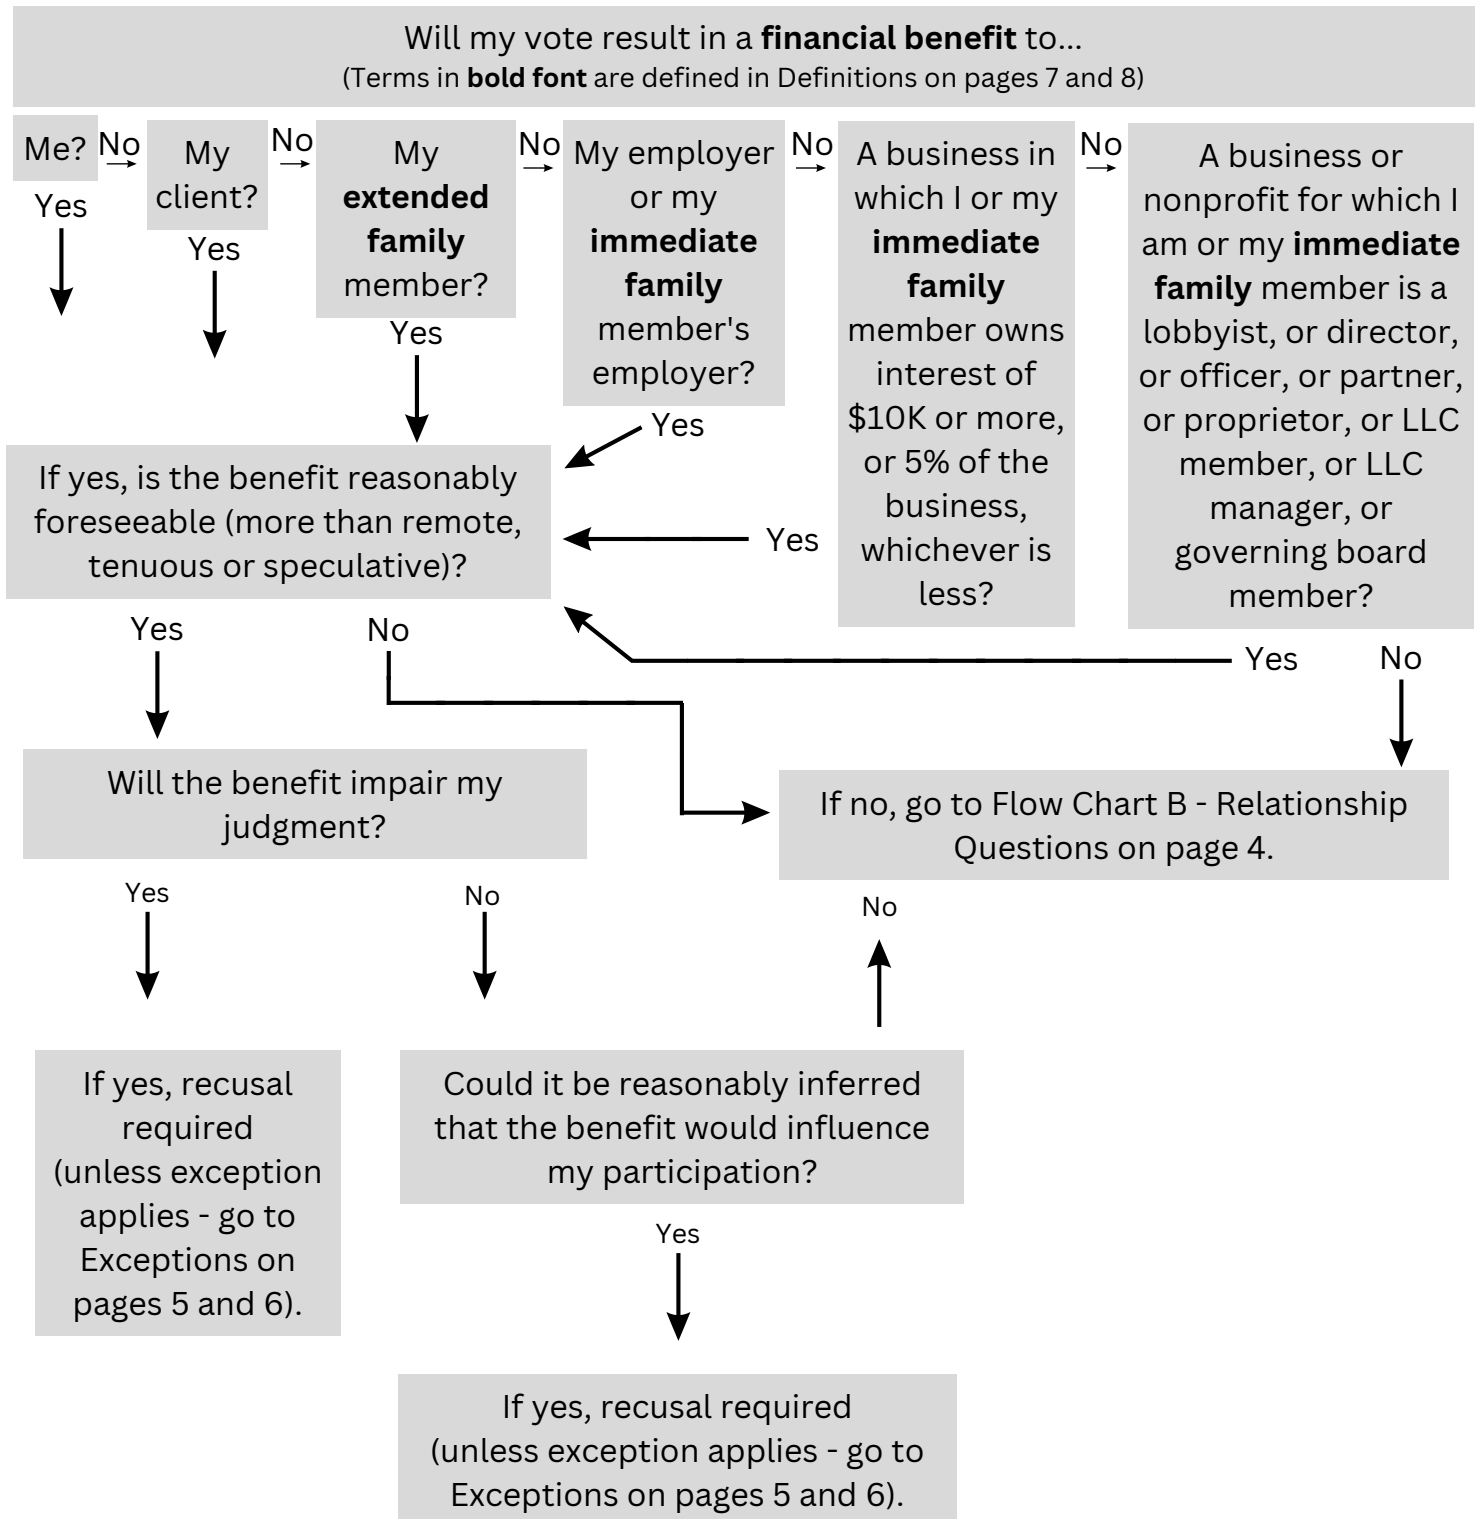 Will my vote result in a financial benefit to...
(Terms in bold font are defined in Definitions on pages 7 and 8)
Me?
No
My
client?
No
My
extended
family
member?
No
My employer
or my
immediate
family
member's
employer?
No
A business in
which I or my
immediate
family
member owns
interest of
$10K or more,
or 5% of the
business,
whichever is
less?
No
A business or
nonprofit for which I
am or my immediate
family member is a
lobbyist, or director,
or officer, or partner,
or proprietor, or LLC
member, or LLC
manager, or
governing board
member?
Yes
Yes
Yes
Yes
Yes
Yes
No
If yes, is the benefit reasonably
foreseeable (more than remote,
tenuous or speculative)?
Yes
No
Will the benefit impair my
judgment?
If no, go to Flow Chart B - Relationship
Questions on page 4.
Yes
No
No
If yes, recusal
required
(unless exception
applies - go to
Exceptions on
pages 5 and 6).
Could it be reasonably inferred
that the benefit would influence
my participation?
Yes
If yes, recusal required
(unless exception applies - go to
Exceptions on pages 5 and 6).